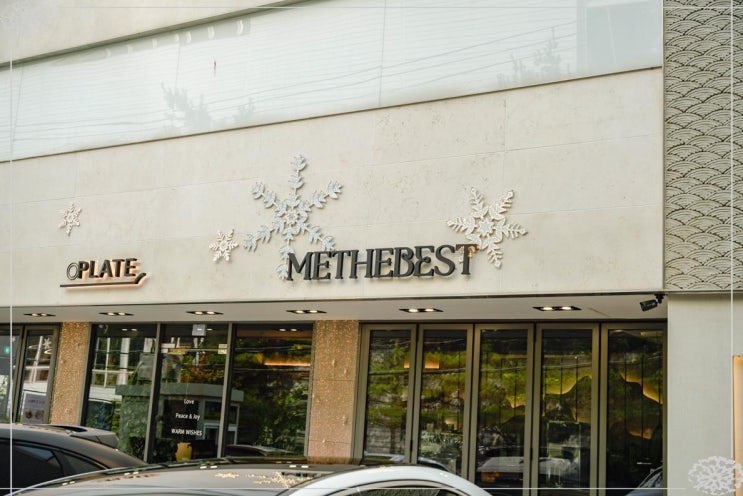 OPLATE
METHEBEST
Love
Peace & Joy
WARM WISHES